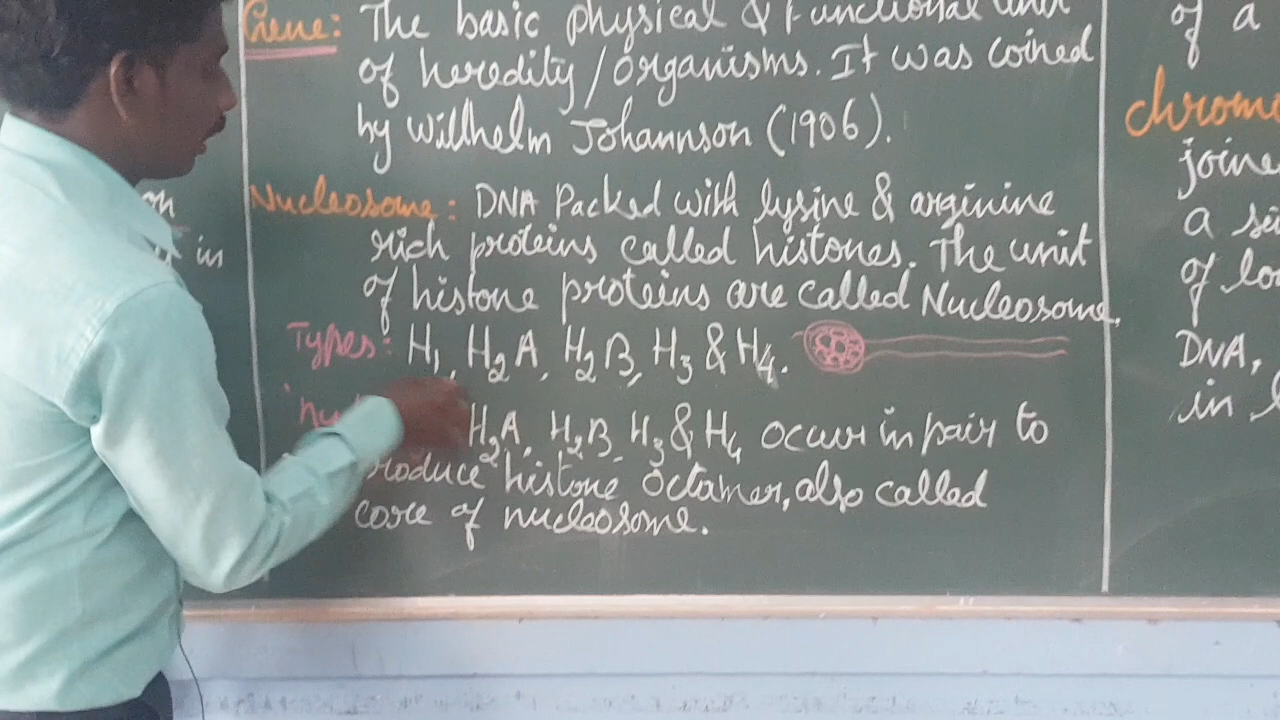 Gene: The basic physical & functional unit
of heredity/organisms. It was coined
by Willhelm Johannson (1906).
Nucleosome: DNA Packed with lysine & arginine
rich proteins called histones. The unit
of histone proteins are called Nucleosome.
Types: H1, H2A, H2B, H3 & H4.
H2A, H2B, H3 & H4 occur in pair to
produce histone octamer, also called
core of nucleosome.
on
in
of a
chromo
joine
a si
of lo
DNA,
in